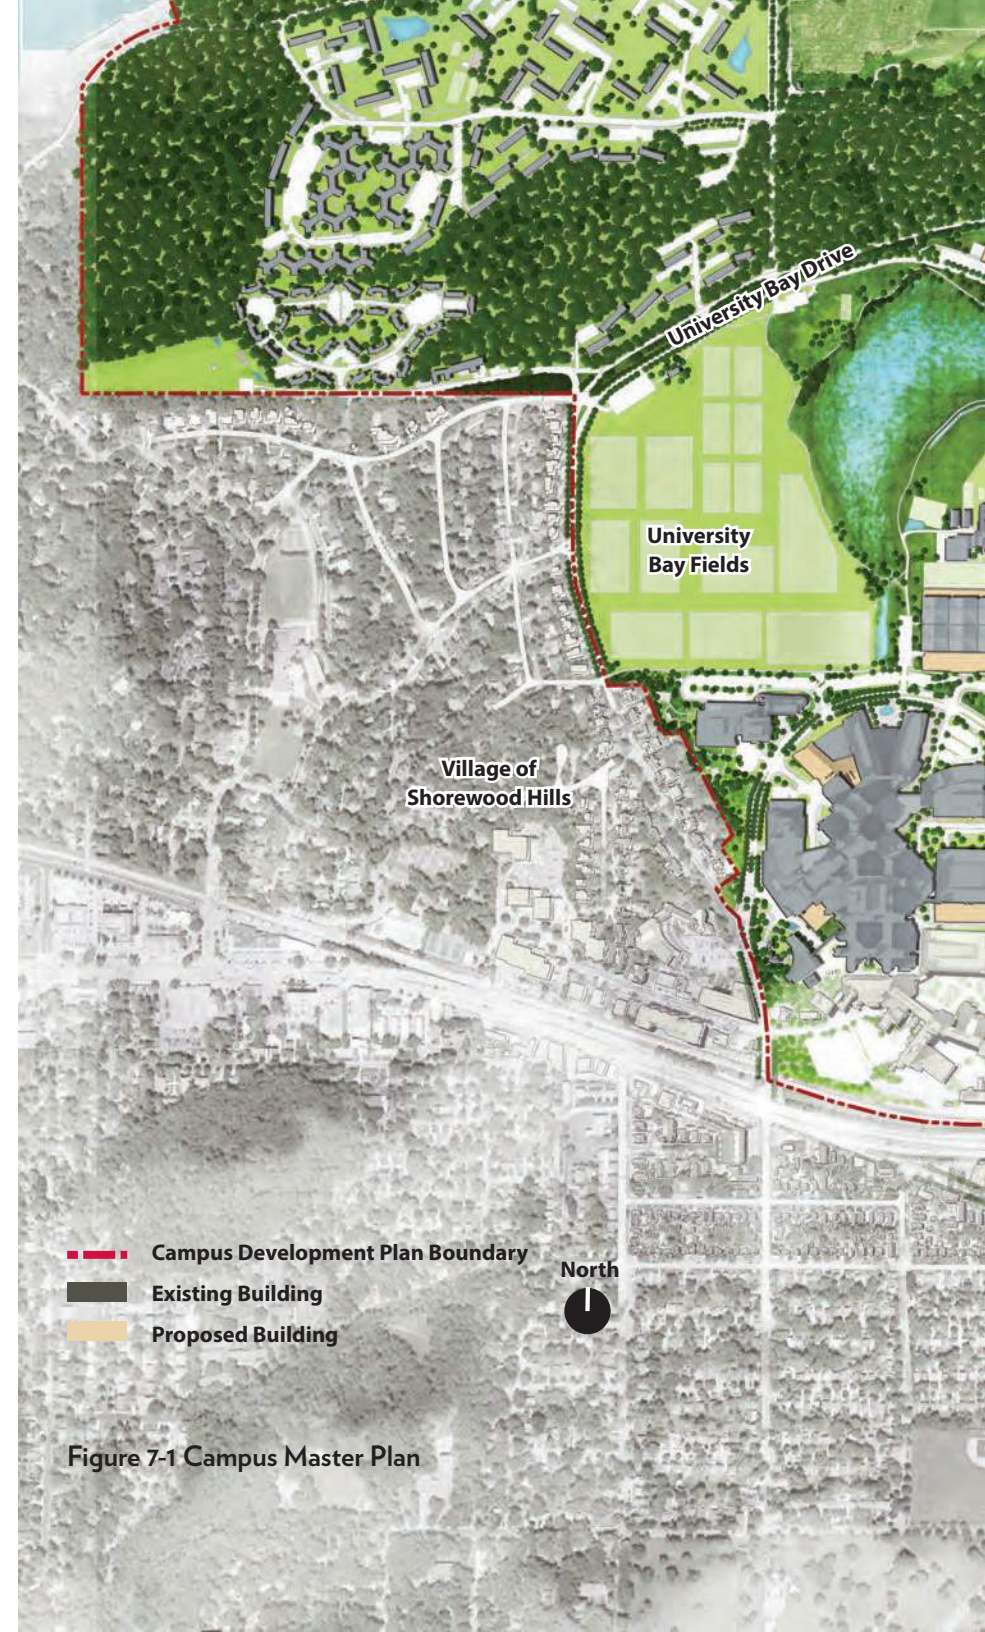 University Bay Drive
University
Bay Fields
Village of
Shorewood Hills
Campus Development Plan Boundary
Existing Building
Proposed Building
North
Figure 7-1 Campus Master Plan